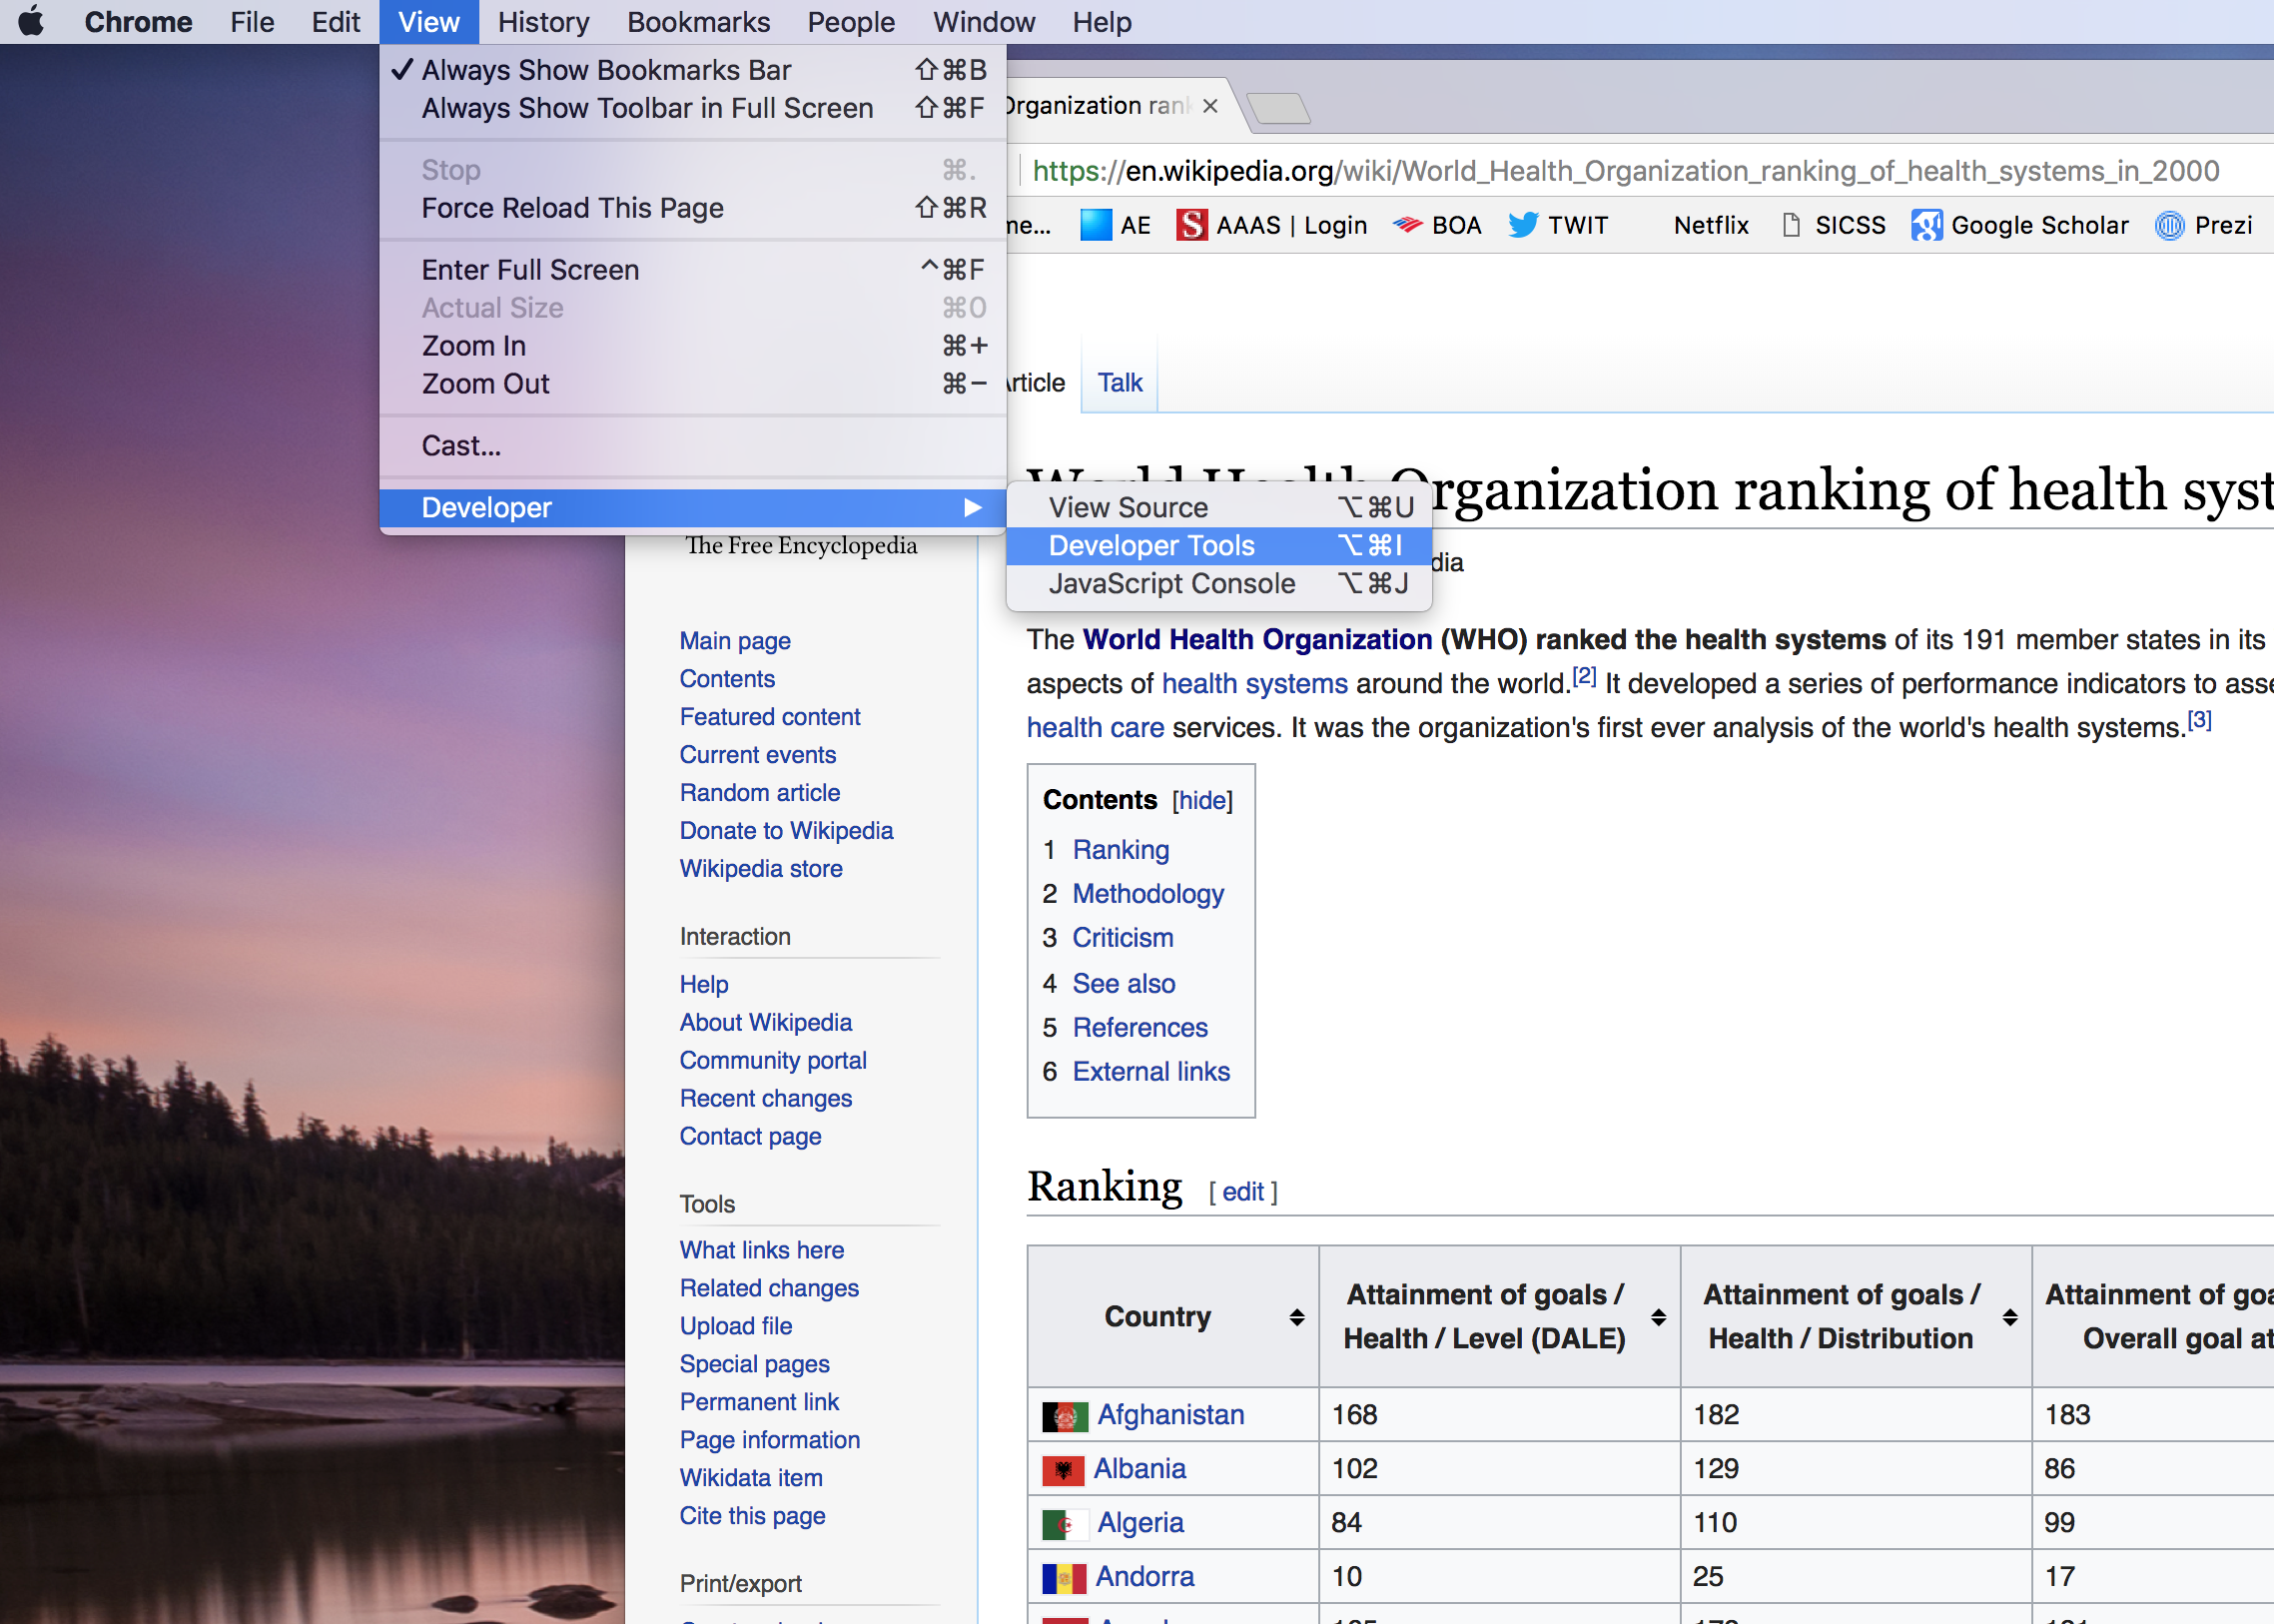 Chrome File Edit View History Bookmarks People Window Help
✓ Always Show Bookmarks Bar ⇧⌘B
Always Show Toolbar in Full Screen ⇧⌘F
Stop ⌘.
Force Reload This Page ⇧⌘R
Enter Full Screen ^⌘F
Actual Size ⌘0
Zoom In ⌘+
Zoom Out ⌘−
Cast...
Developer ▶
View Source ⌥⌘U
Developer Tools ⌥⌘I
JavaScript Console ⌥⌘J
Organization rank ×
https://en.wikipedia.org/wiki/World_Health_Organization_ranking_of_health_systems_in_2000
me... AE AAAS | Login BOA TWIT Netflix SICSS Google Scholar Prezi
Article Talk
World Health Organization ranking of health syst
dia
The Free Encyclopedia
Main page
Contents
Featured content
Current events
Random article
Donate to Wikipedia
Wikipedia store
Interaction
Help
About Wikipedia
Community portal
Recent changes
Contact page
Tools
What links here
Related changes
Upload file
Special pages
Permanent link
Page information
Wikidata item
Cite this page
Print/export
The World Health Organization (WHO) ranked the health systems of its 191 member states in its
aspects of health systems around the world.[2] It developed a series of performance indicators to asse
health care services. It was the organization's first ever analysis of the world's health systems.[3]
Contents [hide]
1 Ranking
2 Methodology
3 Criticism
4 See also
5 References
6 External links
Ranking [ edit ]
Country
Attainment of goals /
Health / Level (DALE)
Attainment of goals /
Health / Distribution
Attainment of goa
Overall goal at
Afghanistan 168 182 183
Albania 102 129 86
Algeria 84 110 99
Andorra 10 25 17